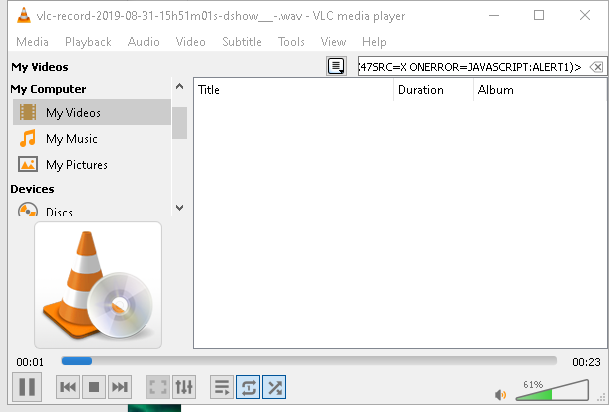 vlc-record-2019-08-31-15h51m01s-dshow__-.wav - VLC media player
Media Playback Audio Video Subtitle Tools View Help
My Videos
(47SRC=X ONERROR=JAVASCRIPT:ALERT1)>
My Computer
Title Duration Album
My Videos
My Music
My Pictures
Devices
Discs
00:01 00:23
61%